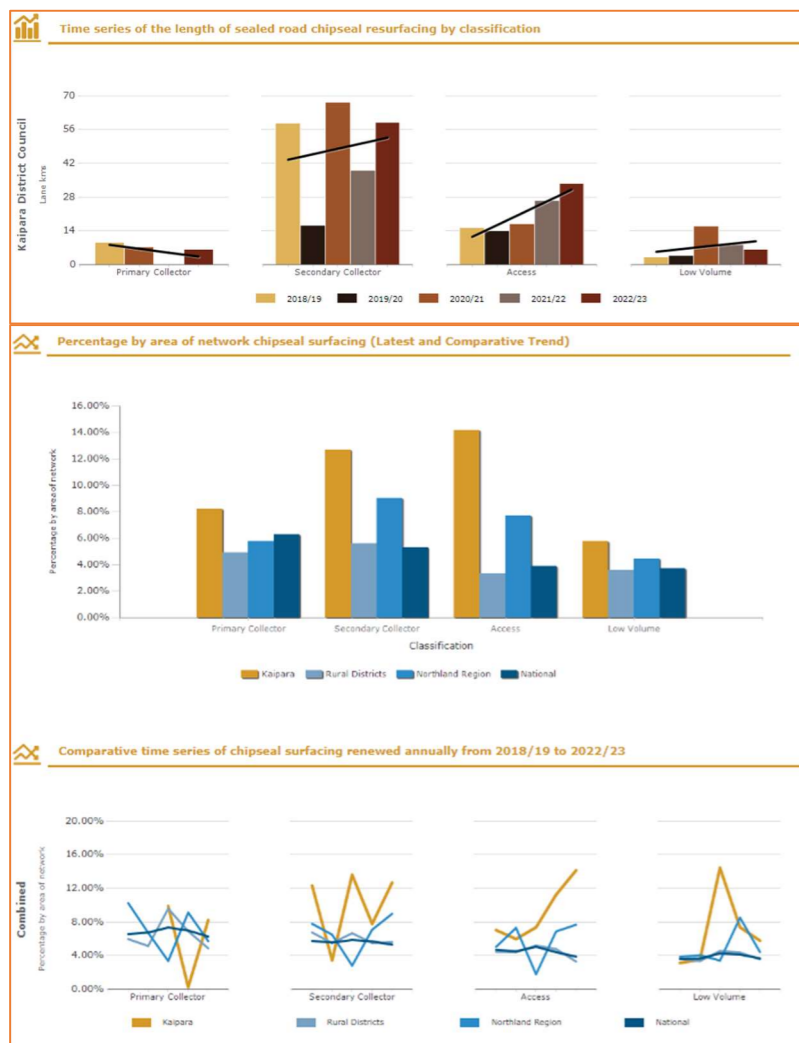 Time series of the length of sealed road chipseal resurfacing by classification
Kaipara District Council
Lane kms
70
56
42
28
14
0
Primary Collector
Secondary Collector
Access
Low Volume
2018/19
2019/20
2020/21
2021/22
2022/23
Percentage by area of network chipseal surfacing (Latest and Comparative Trend)
Percentage by area of network
16.00%
14.00%
12.00%
10.00%
8.00%
6.00%
4.00%
2.00%
0.00%
Primary Collector
Secondary Collector
Access
Low Volume
Classification
Kaipara
Rural Districts
Northland Region
National
Comparative time series of chipseal surfacing renewed annually from 2018/19 to 2022/23
Combined
Percentage by area of network
20.00%
16.00%
12.00%
8.00%
4.00%
0.00%
Primary Collector
Secondary Collector
Access
Low Volume
Kaipara
Rural Districts
Northland Region
National